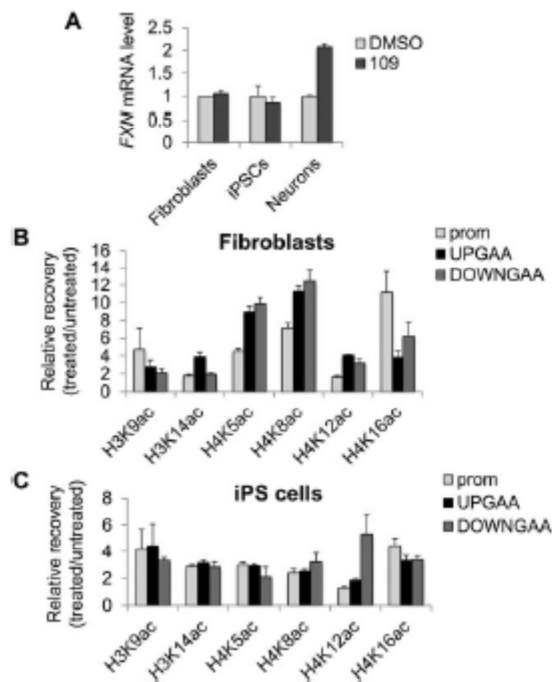 A
FXN mRNA level
2.5
2
1.5
1
0.5
0
DMSO
109
Fibroblasts
iPSCs
Neurons
B
Fibroblasts
Relative recovery
(treated/untreated)
16
14
12
10
8
6
4
2
0
prom
UPGAA
DOWNGAA
H3K9ac
H3K14ac
H4K5ac
H4K8ac
H4K12ac
H4K16ac
C
iPS cells
Relative recovery
(treated/untreated)
8
6
4
2
0
prom
UPGAA
DOWNGAA
H3K9ac
H3K14ac
H4K5ac
H4K8ac
H4K12ac
H4K16ac